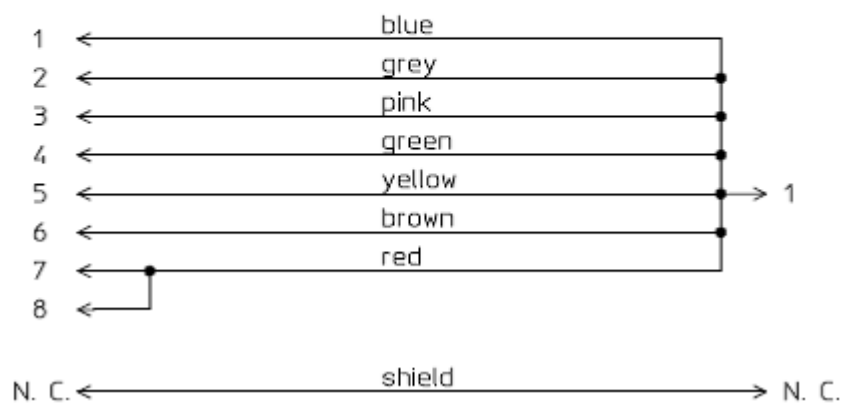 blue
1
grey
2
pink
3
green
4
yellow
5 1
brown
6
red
7
8
shield
N. C. N. C.